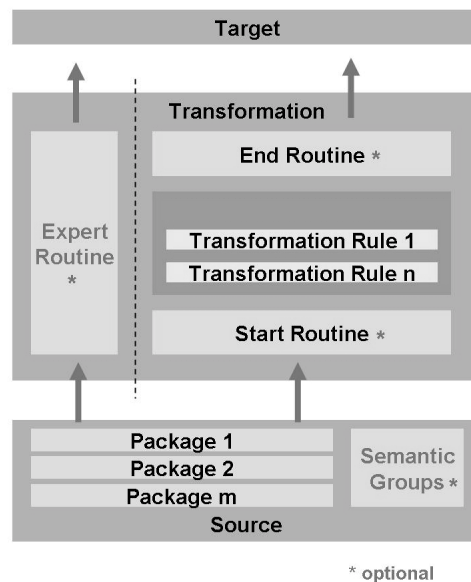 Target
Transformation
Expert
Routine
*
End Routine *
Transformation Rule 1
Transformation Rule n
Start Routine *
Package 1
Package 2
Package m
Semantic
Groups *
Source
* optional